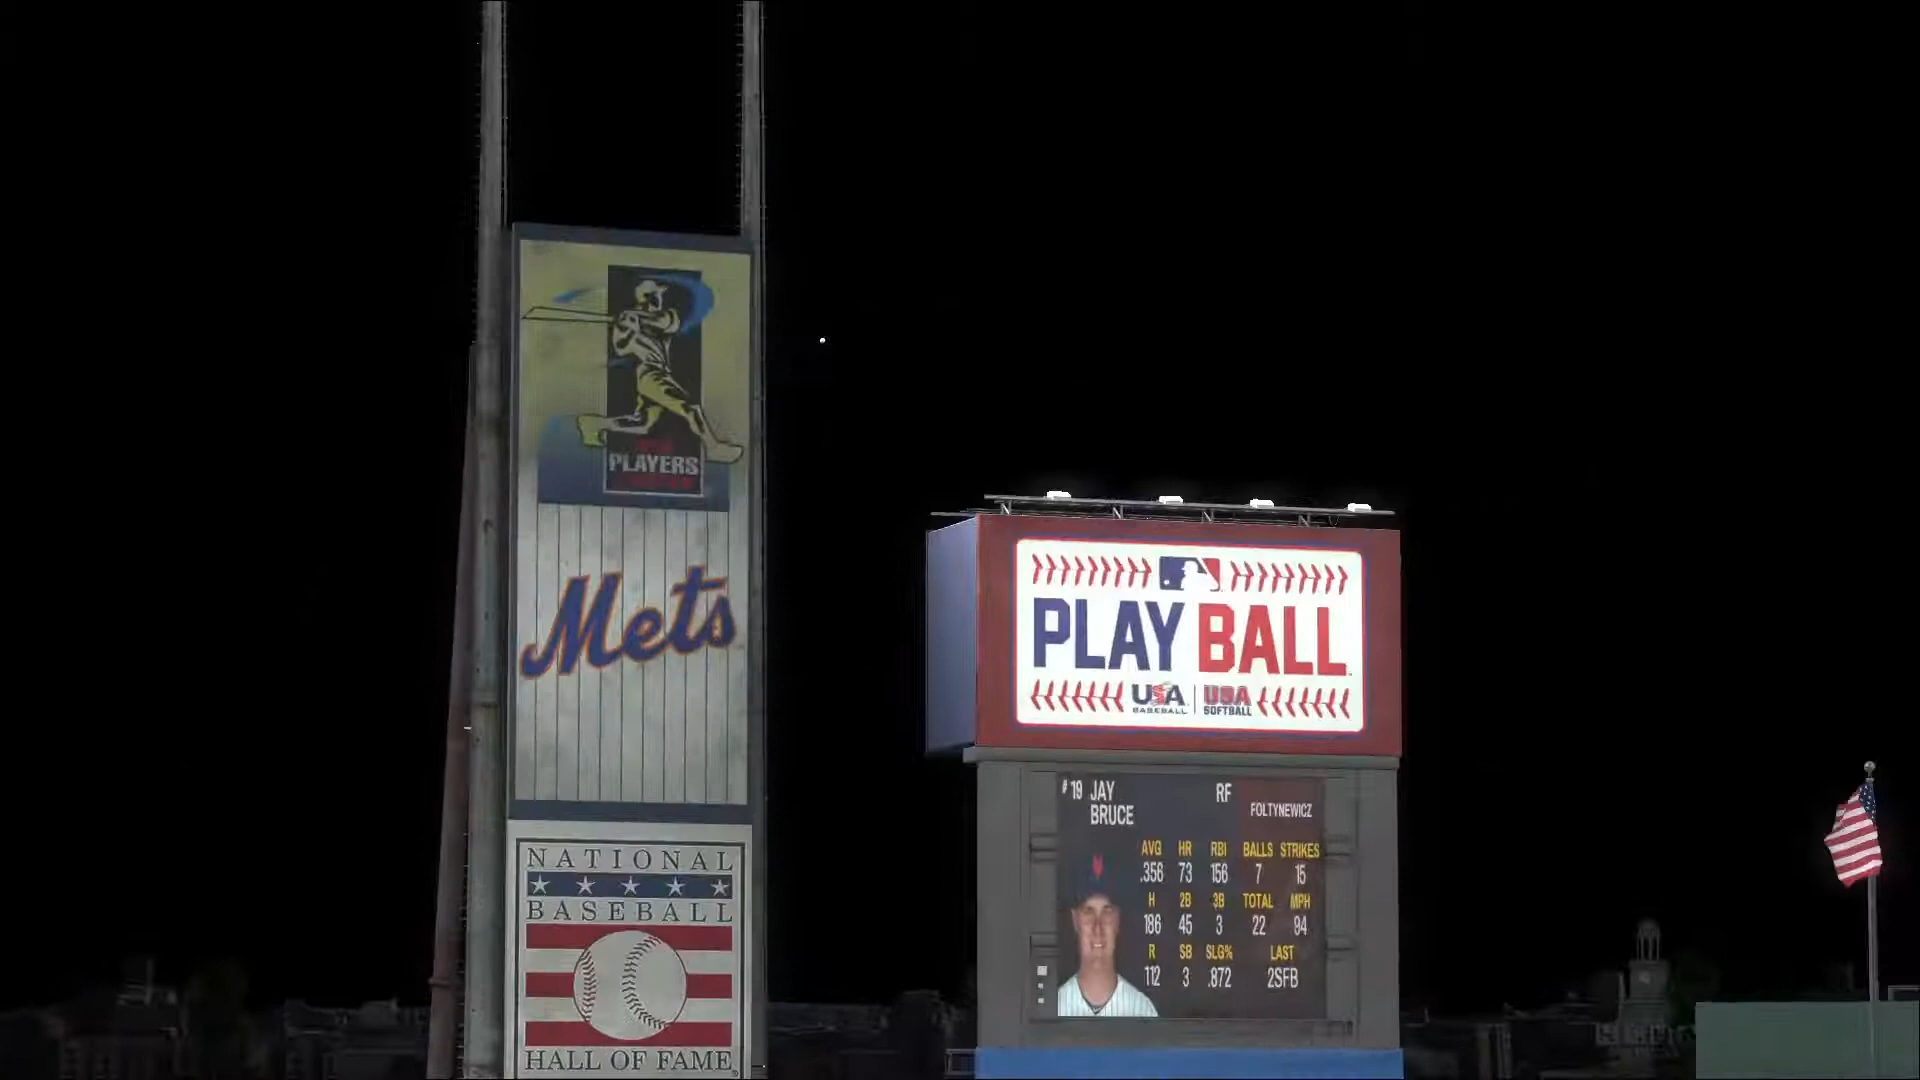 PLAYERS
Mets
NATIONAL
BASEBALL
HALL OF FAME
PLAY BALL
USA | USA
BASEBALL SOFTBALL
#19 JAY RF FOLTYNEWICZ
BRUCE
AVG HR RBI BALLS STRIKES
.356 73 156 7 15
H 2B 3B TOTAL MPH
186 45 3 22 94
R SB SLG% LAST
112 3 .872 2SFB